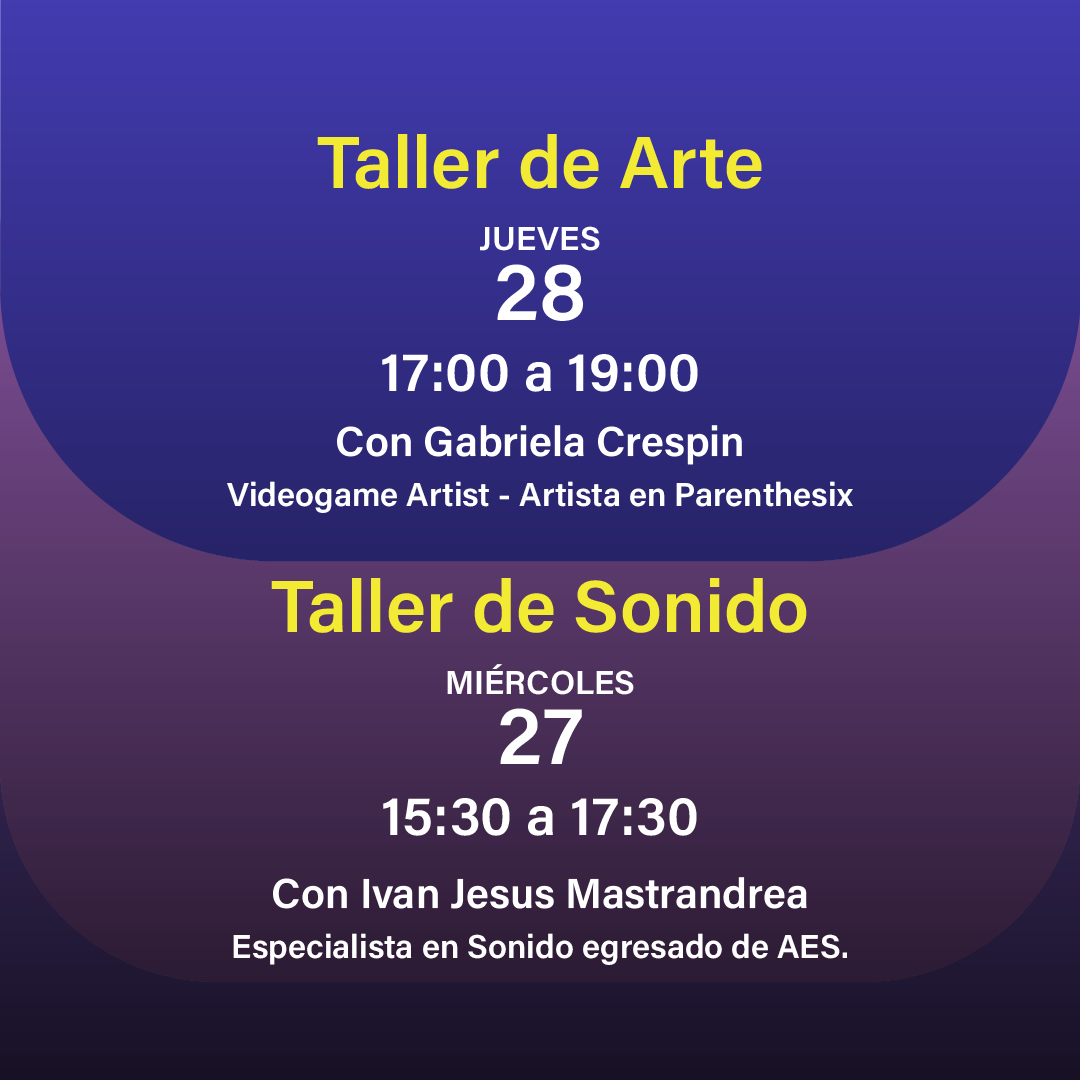 Taller de Arte
JUEVES
28
17:00 a 19:00
Con Gabriela Crespin
Videogame Artist - Artista en Parenthesix
Taller de Sonido
MIÉRCOLES
27
15:30 a 17:30
Con Ivan Jesus Mastrandrea
Especialista en Sonido egresado de AES.